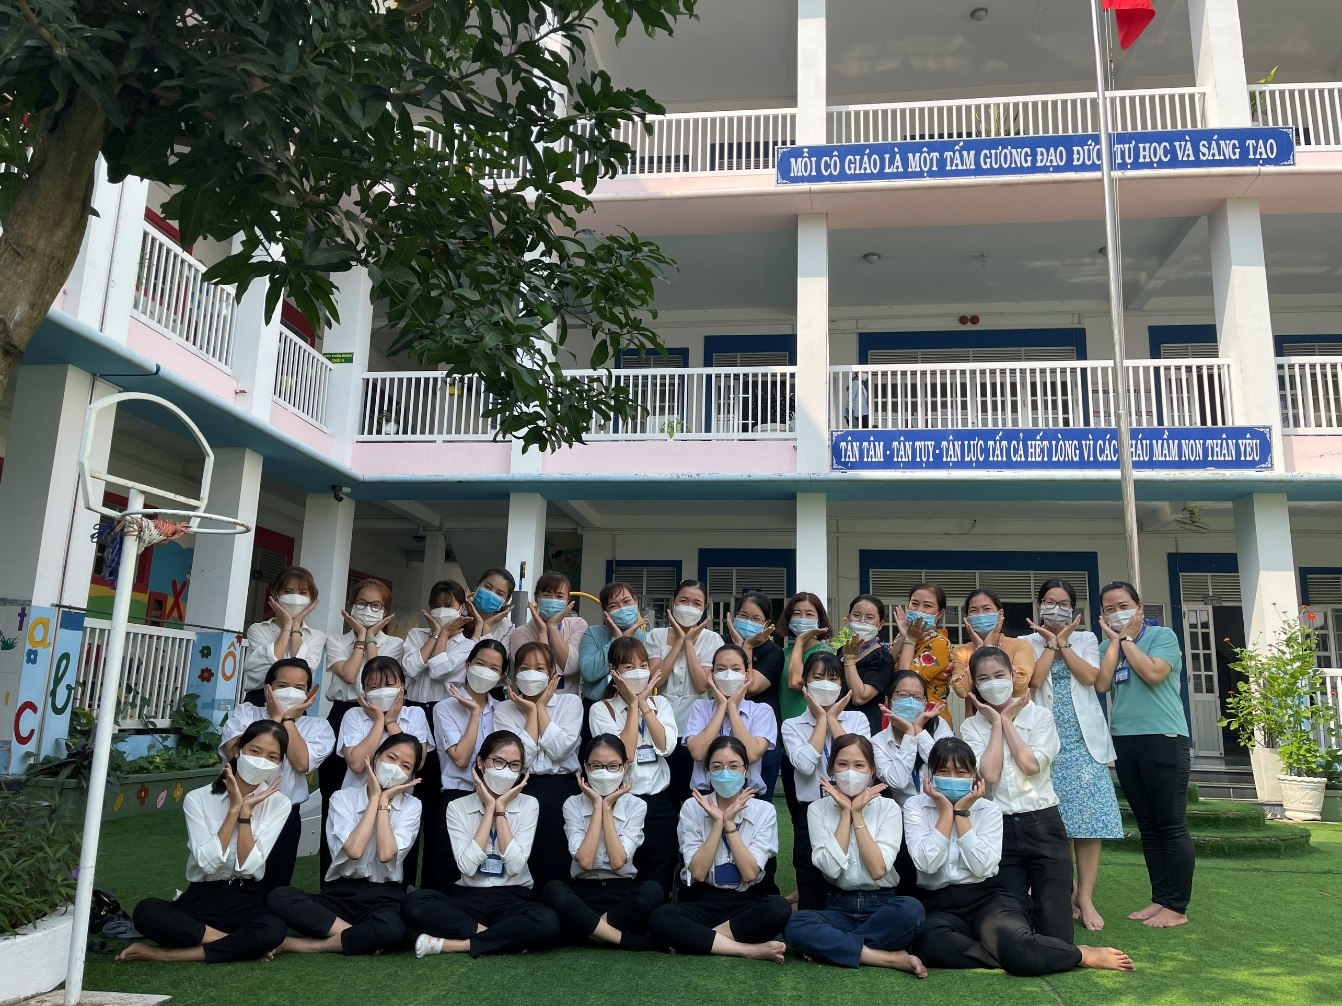 MỖI CÔ GIÁO LÀ MỘT TẤM GƯƠNG ĐẠO ĐỨC TỰ HỌC VÀ SÁNG TẠO
TẬN TÂM - TẬN TỤY - TẬN LỰC TẤT CẢ HẾT LÒNG VÌ CÁC CHÁU MẦM NON THÂN YÊU
a
b
c
ô